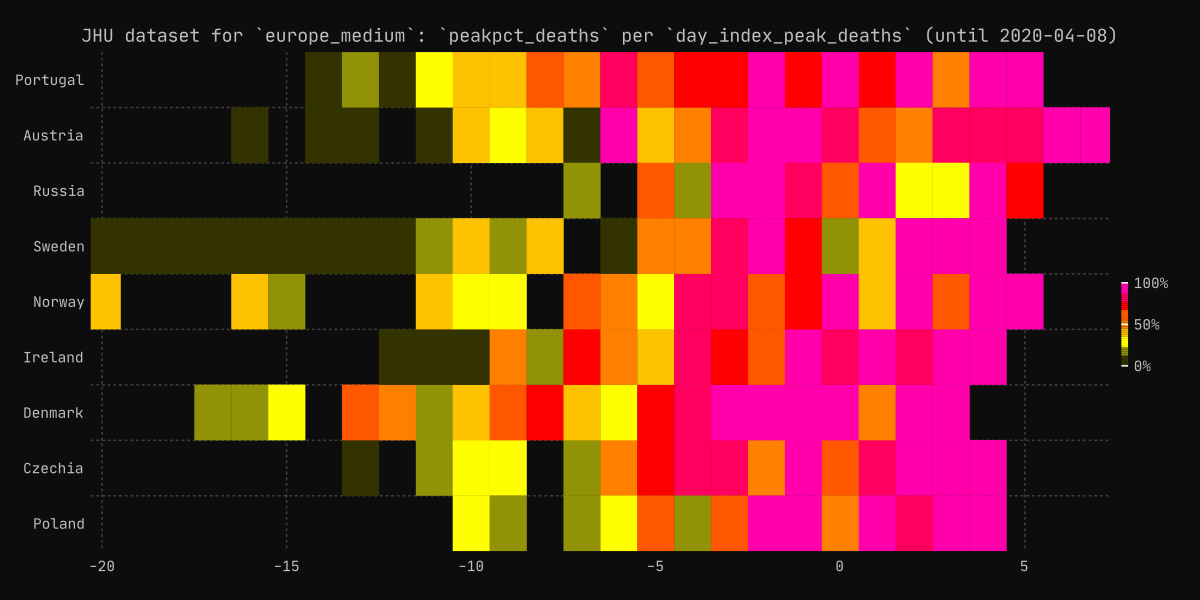 JHU dataset for `europe_medium`: `peakpct_deaths` per `day_index_peak_deaths` (until 2020-04-08)
Portugal
Austria
Russia
Sweden
Norway
Ireland
Denmark
Czechia
Poland
-20 -15 -10 -5 0 5
100%
50%
0%